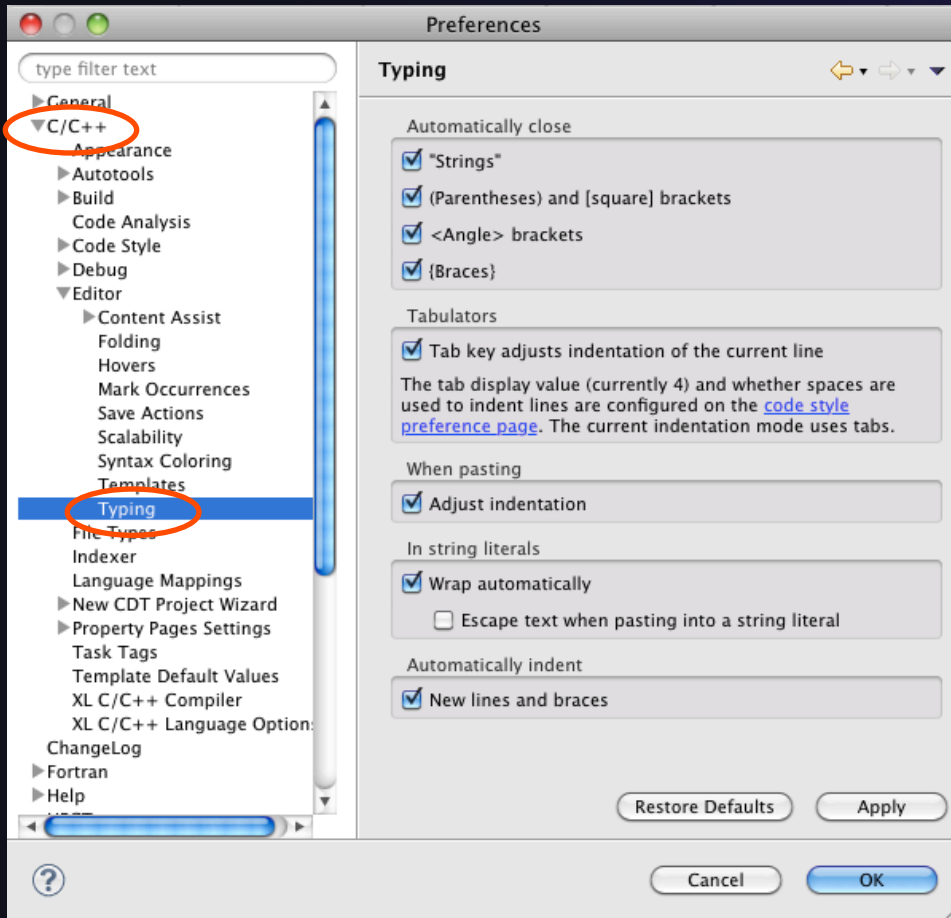 Preferences
type filter text
General
C/C++
Appearance
Autotools
Build
Code Analysis
Code Style
Debug
Editor
Content Assist
Folding
Hovers
Mark Occurrences
Save Actions
Scalability
Syntax Coloring
Templates
Typing
File Types
Indexer
Language Mappings
New CDT Project Wizard
Property Pages Settings
Task Tags
Template Default Values
XL C/C++ Compiler
XL C/C++ Language Option
ChangeLog
Fortran
Help
Typing
Automatically close
"Strings"
(Parentheses) and [square] brackets
<Angle> brackets
{Braces}
Tabulators
Tab key adjusts indentation of the current line
The tab display value (currently 4) and whether spaces are
used to indent lines are configured on the code style
preference page. The current indentation mode uses tabs.
When pasting
Adjust indentation
In string literals
Wrap automatically
Escape text when pasting into a string literal
Automatically indent
New lines and braces
Restore Defaults
Apply
?
Cancel
OK